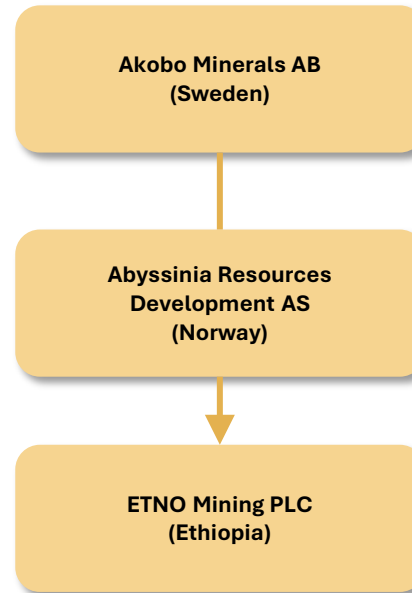 Akobo Minerals AB
(Sweden)
Abyssinia Resources
Development AS
(Norway)
ETNO Mining PLC
(Ethiopia)